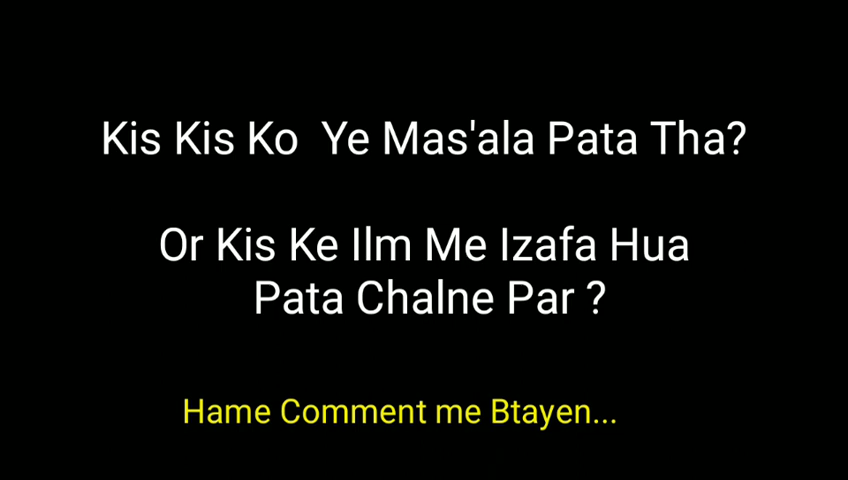 Kis Kis Ko Ye Mas'ala Pata Tha?
Or Kis Ke Ilm Me Izafa Hua
Pata Chalne Par ?
Hame Comment me Btayen...